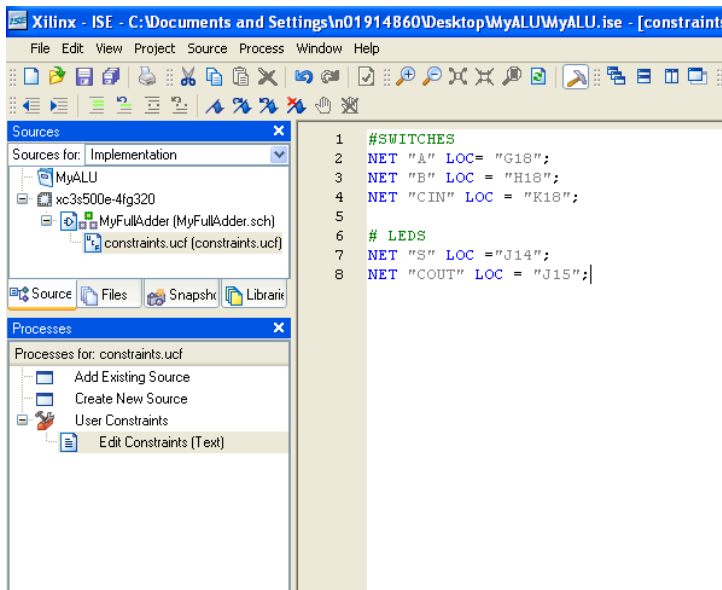 Xilinx - ISE - C:\Documents and Settings\n01914860\Desktop\MyALU\MyALU.ise - [constraints
File Edit View Project Source Process Window Help
Sources
Sources for: Implementation
MyALU
xc3s500e-4fg320
MyFullAdder (MyFullAdder.sch)
constraints.ucf (constraints.ucf)
Source Files Snapsho Librarie
Processes
Processes for: constraints.ucf
Add Existing Source
Create New Source
User Constraints
Edit Constraints (Text)
1 #SWITCHES
2 NET "A" LOC= "G18";
3 NET "B" LOC = "H18";
4 NET "CIN" LOC = "K18";
5
6 # LEDS
7 NET "S" LOC ="J14";
8 NET "COUT" LOC = "J15";